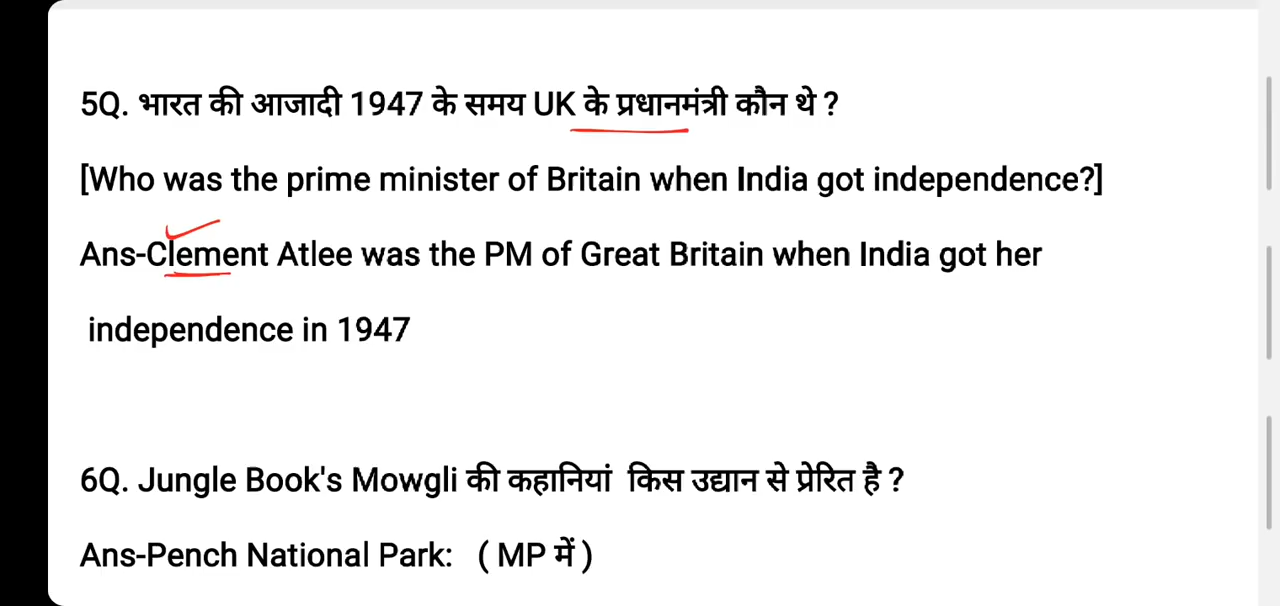 5Q. भारत की आजादी 1947 के समय UK के प्रधानमंत्री कौन थे ?
[Who was the prime minister of Britain when India got independence?]
Ans-Clement Atlee was the PM of Great Britain when India got her
independence in 1947
6Q. Jungle Book's Mowgli की कहानियां किस उद्यान से प्रेरित है ?
Ans-Pench National Park: ( MP में )